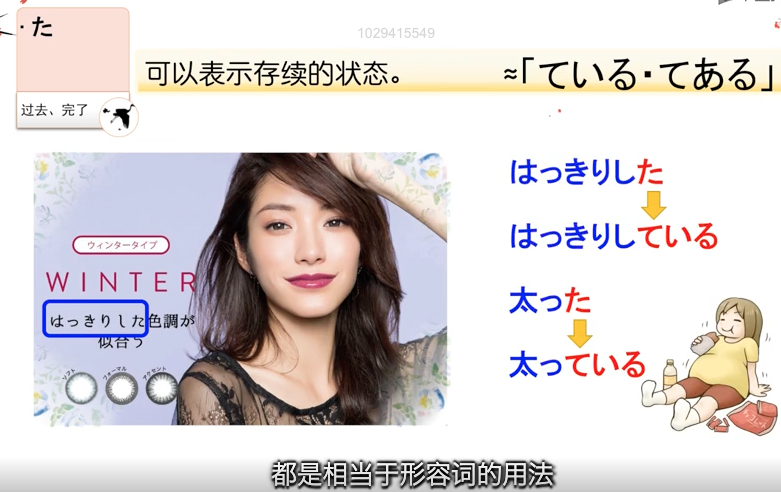 ・た
1029415549
可以表示存续的状态。
≈「ている・てある」
过去、完了
ウィンタータイプ
WINTER
はっきりした色調が
似合う
ソフト
フォーマル
アクセント
はっきりした
はっきりしている
太った
太っている
都是相当于形容词的用法